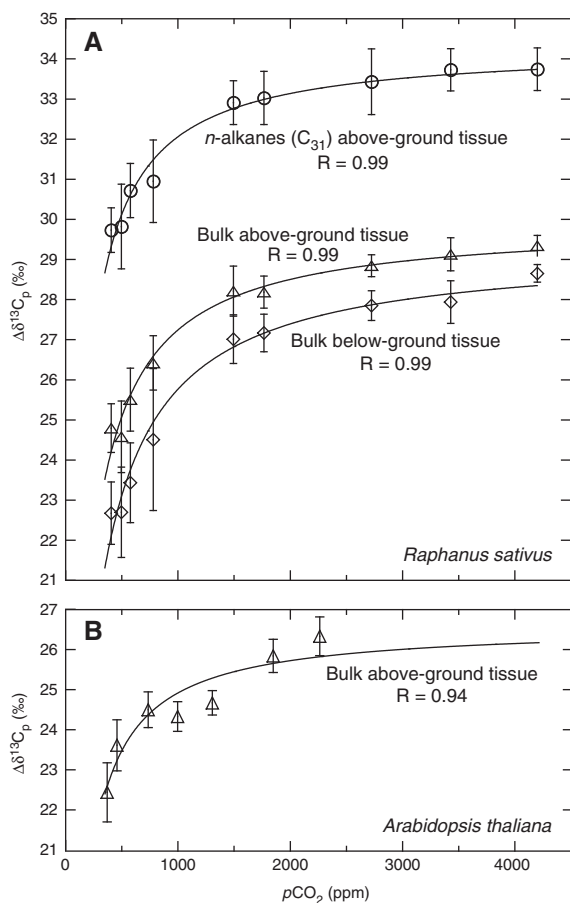 A
35
34
33
32
31
30
29
28
27
26
25
24
23
22
21
Δδ¹³Cₚ (‰)
n-alkanes (C₃₁) above-ground tissue
R = 0.99
Bulk above-ground tissue
R = 0.99
Bulk below-ground tissue
R = 0.99
Raphanus sativus
B
27
26
25
24
23
22
21
Δδ¹³Cₚ (‰)
Bulk above-ground tissue
R = 0.94
Arabidopsis thaliana
0 1000 2000 3000 4000
pCO₂ (ppm)